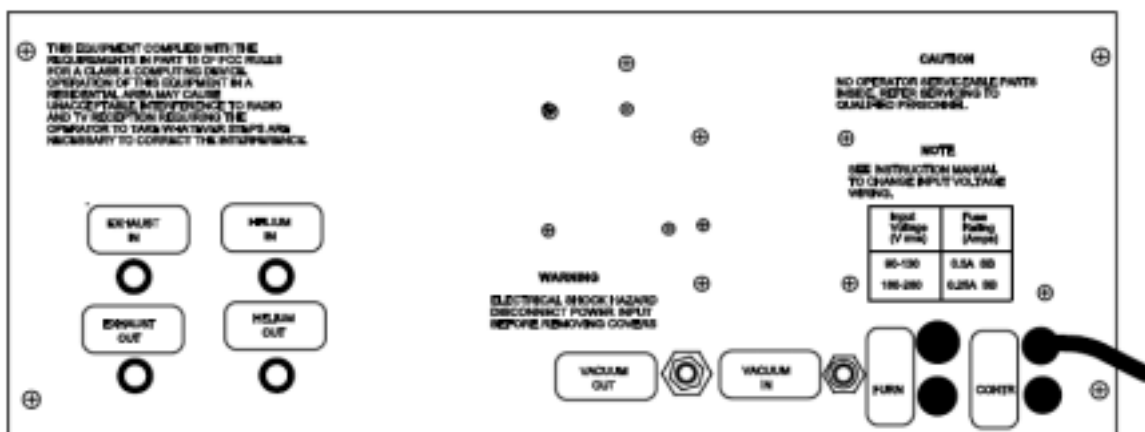 THIS EQUIPMENT COMPLIES WITH THE
REQUIREMENTS IN PART 15 OF FCC RULES
FOR A CLASS A COMPUTING DEVICE.
OPERATION OF THIS EQUIPMENT IN A
RESIDENTIAL AREA MAY CAUSE
UNACCEPTABLE INTERFERENCE TO RADIO
AND TV RECEPTION REQUIRING THE
OPERATOR TO TAKE WHATEVER STEPS ARE
NECESSARY TO CORRECT THE INTERFERENCE.
CAUTION
NO OPERATOR SERVICEABLE PARTS
INSIDE, REFER SERVICING TO
QUALIFIED PERSONNEL.
NOTE
SEE INSTRUCTION MANUAL
TO CHANGE INPUT VOLTAGE
WIRING.
Input Voltage (V rms) Fuse Rating (Amps)
90-130 0.5A SB
0.25A SB
EXHAUST
IN
HELIUM
IN
EXHAUST
OUT
HELIUM
OUT
WARNING
ELECTRICAL SHOCK HAZARD
DISCONNECT POWER INPUT
BEFORE REMOVING COVERS
VACUUM
OUT
VACUUM
IN
FURN
CONTR